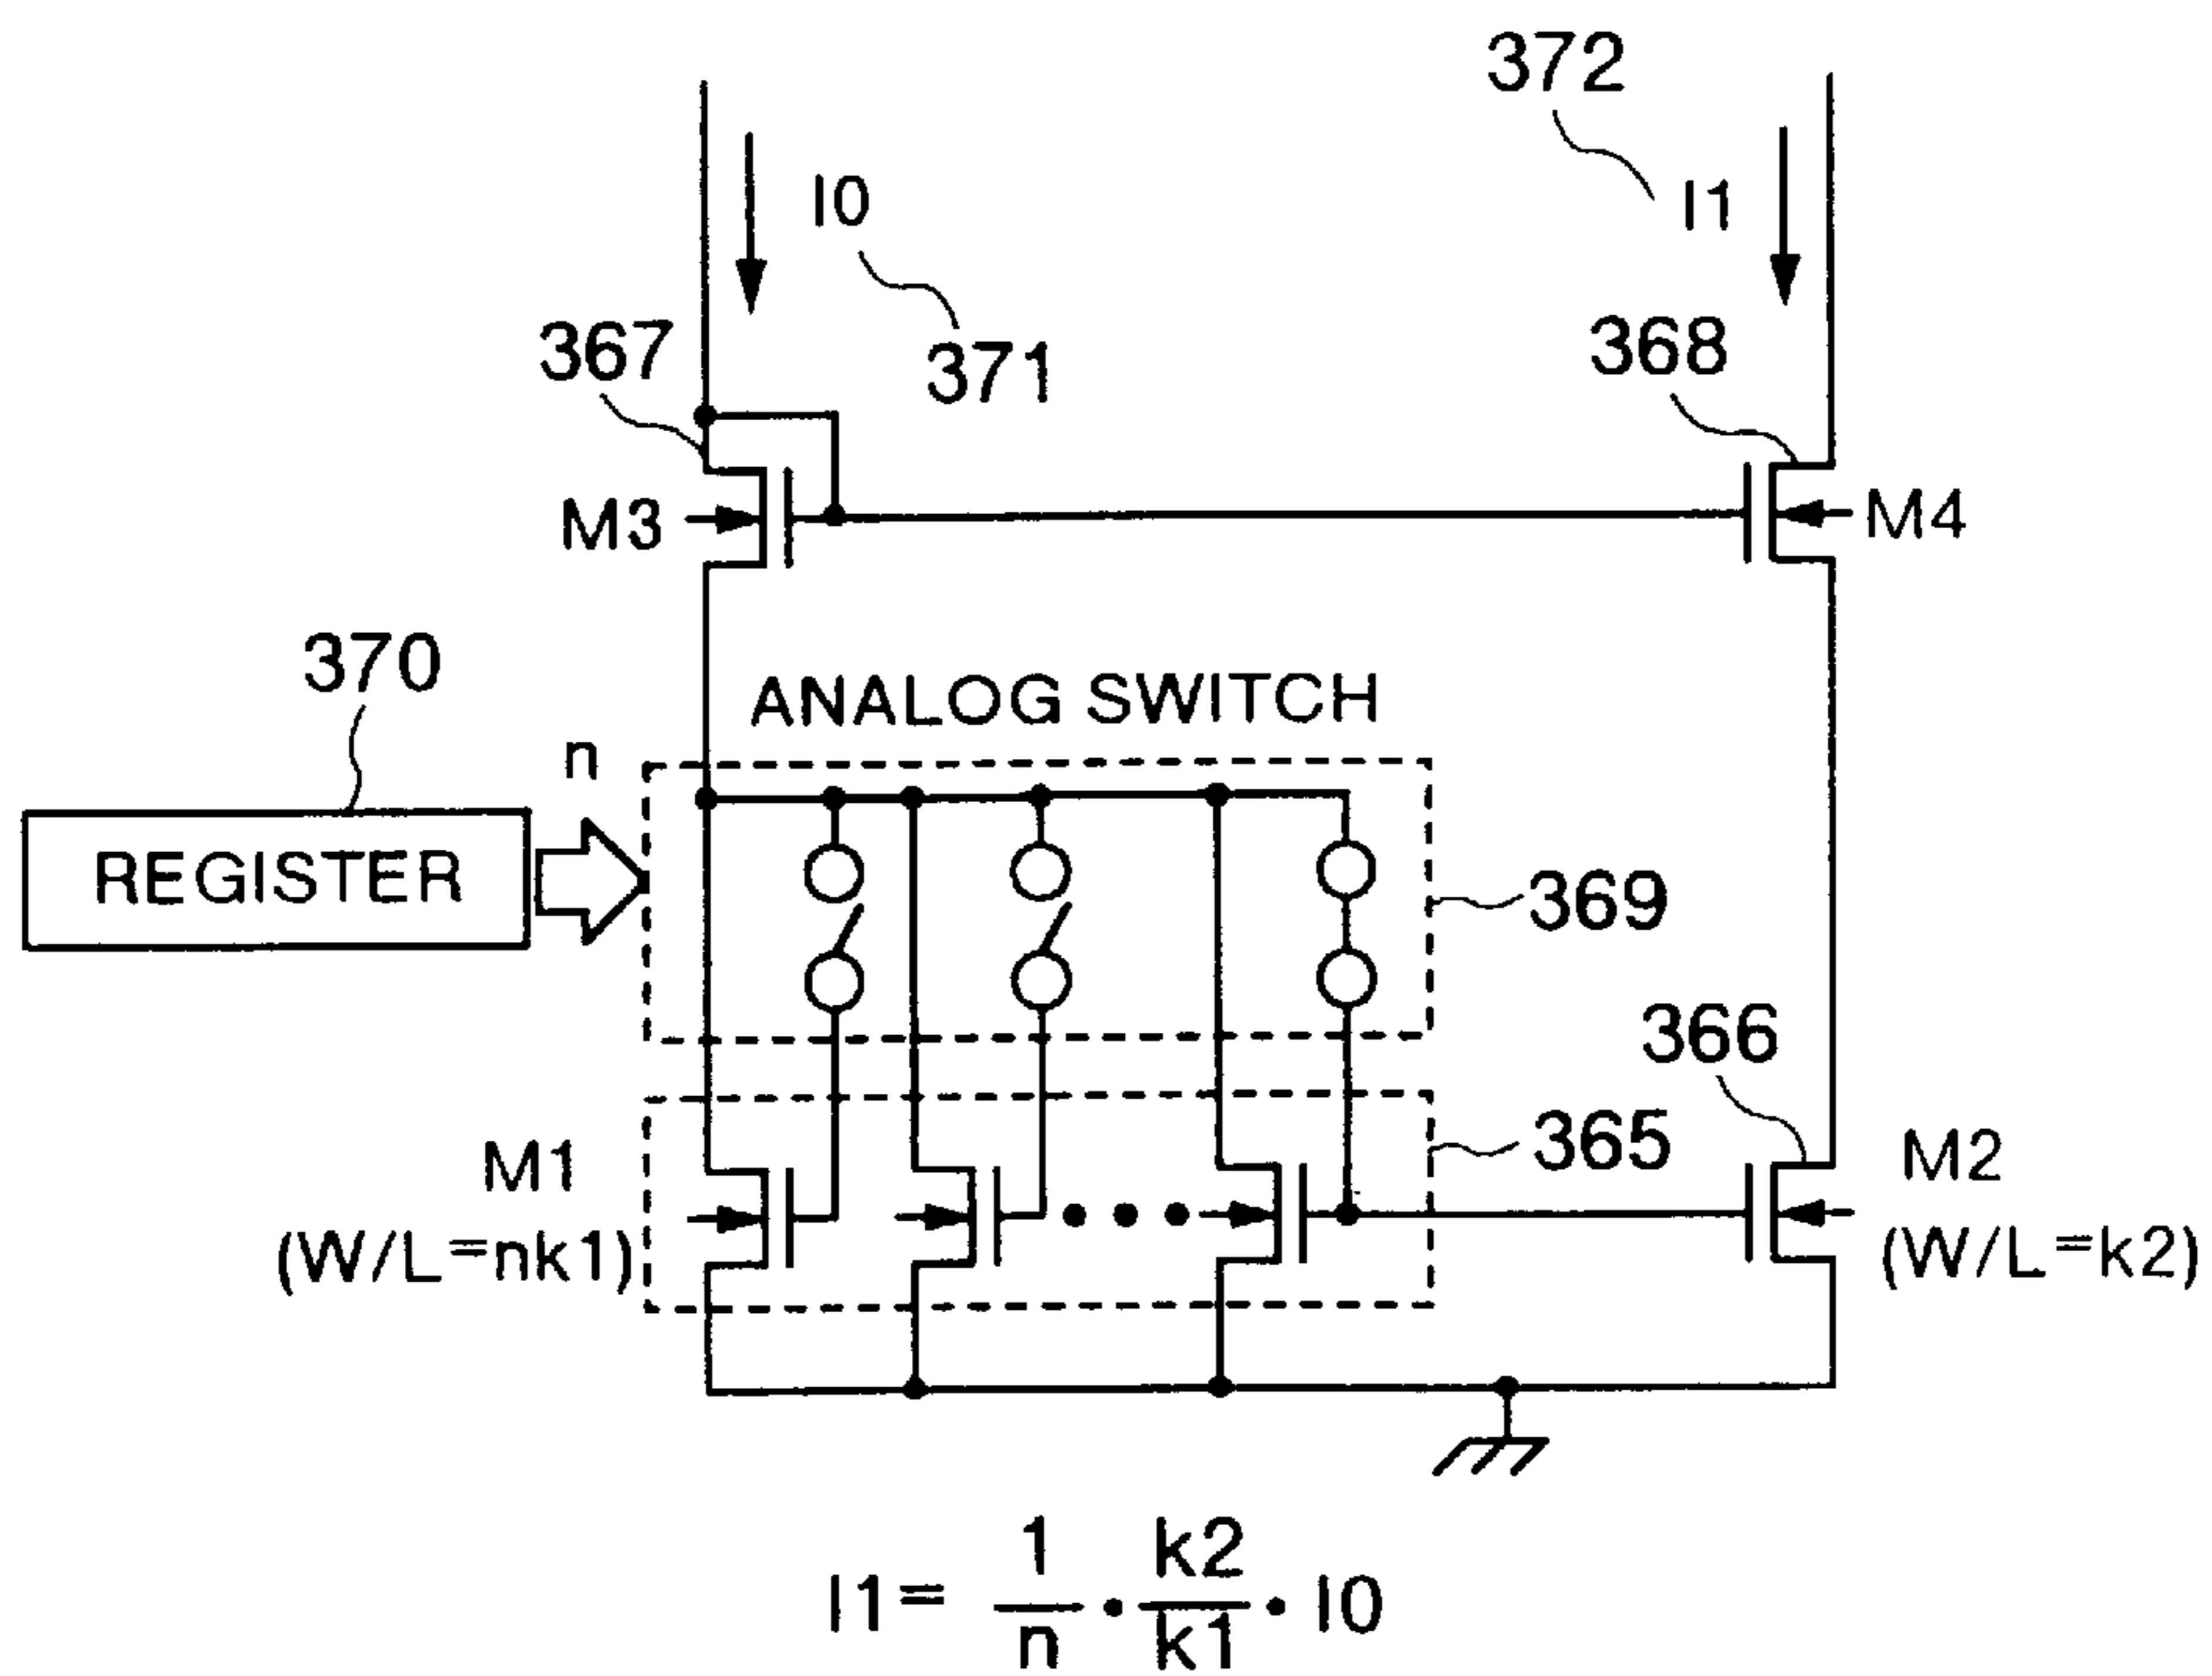 372
I0
I1
367
371
368
M3
M4
370
ANALOG SWITCH
n
REGISTER
369
366
365
M1
(W/L=nk1)
M2
(W/L=k2)
I1= 1/n • k2/k1 • I0